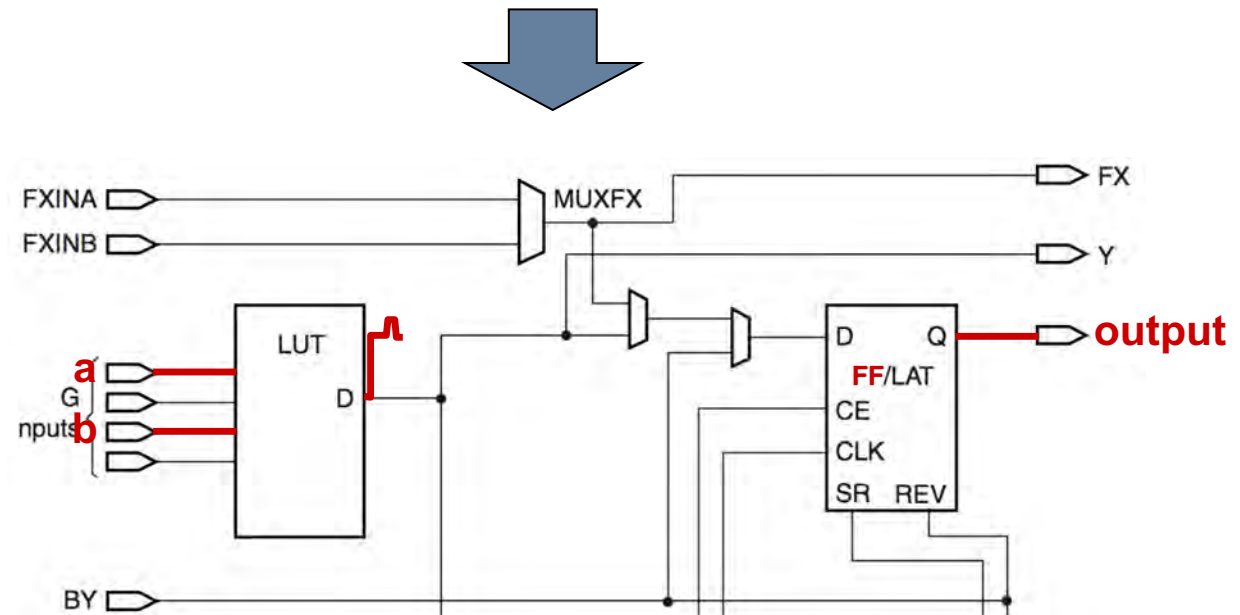 FXINA
MUXFX
FX
FXINB
Y
LUT
D
Q
output
a
FF/LAT
G
D
CE
nputs
b
CLK
SR REV
BY